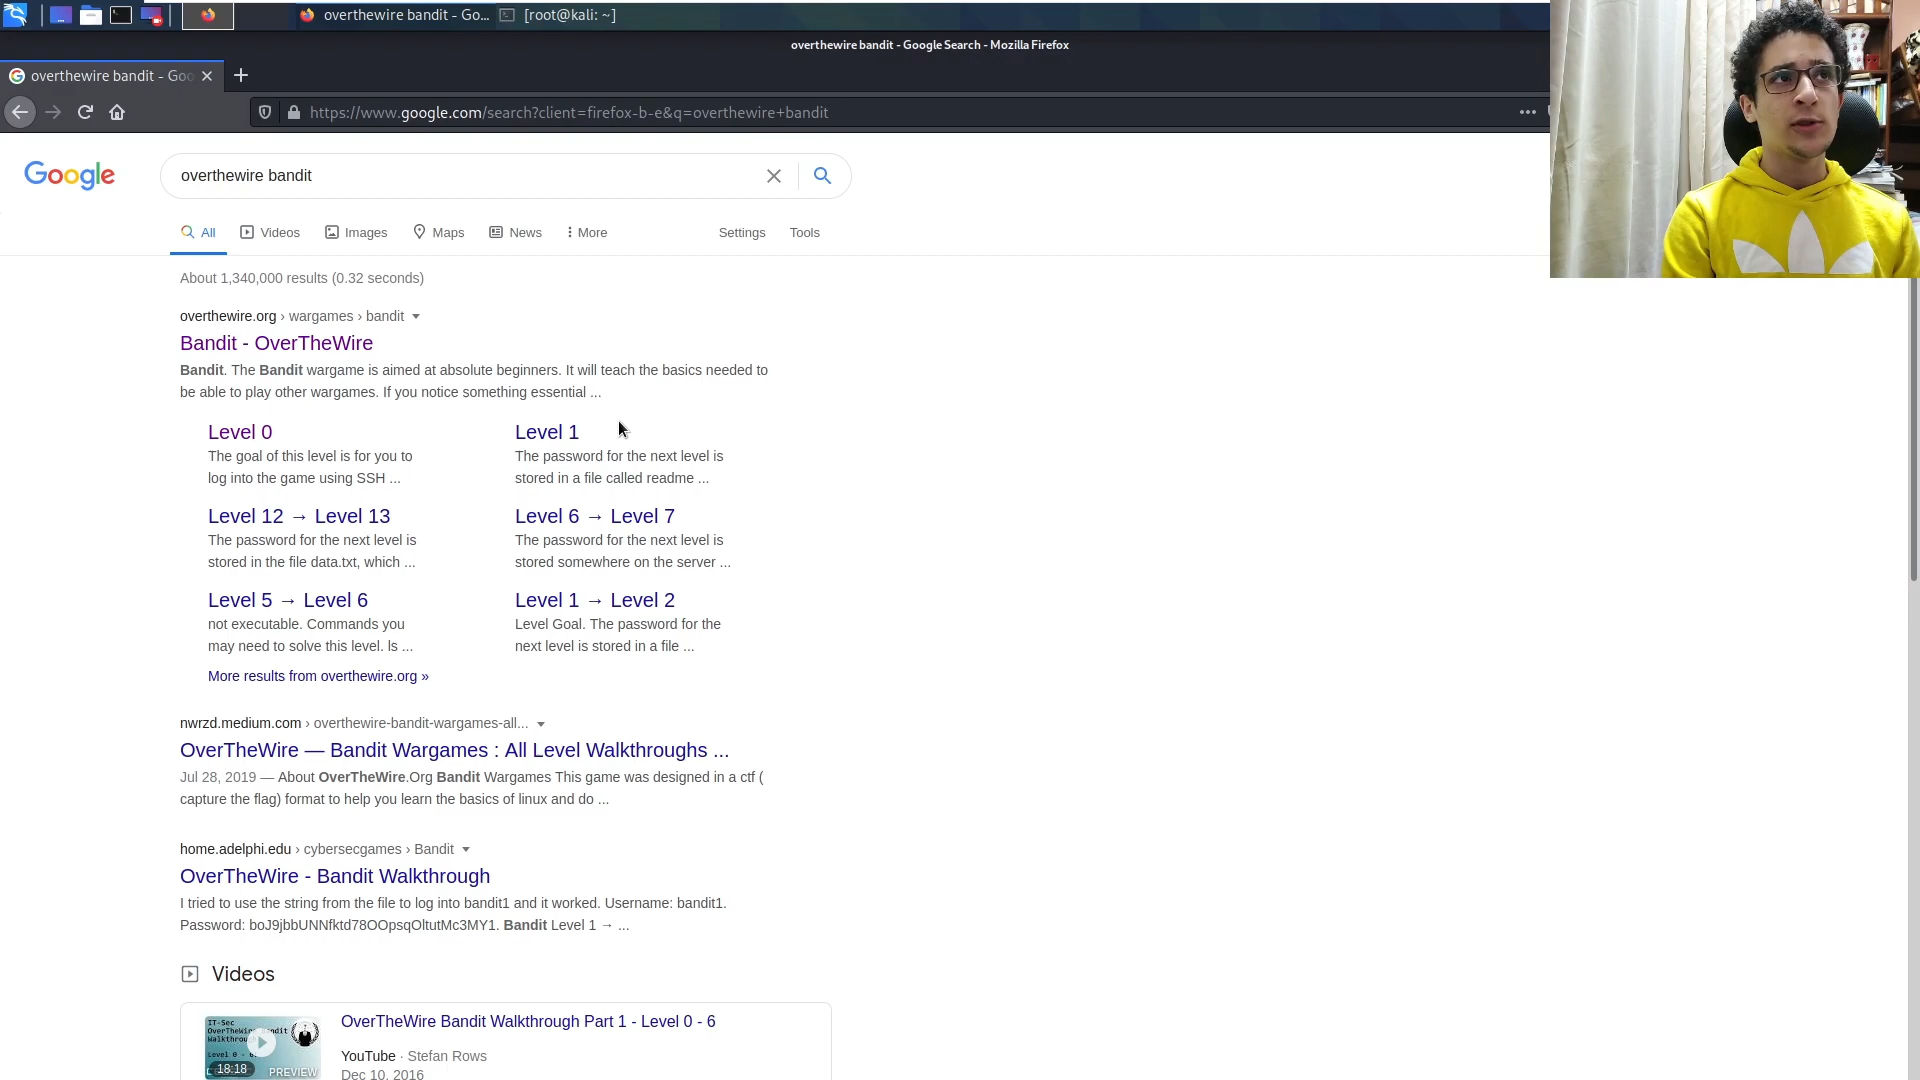 overthewire bandit - Go...
[root@kali: ~]
overthewire bandit - Google Search - Mozilla Firefox
overthewire bandit - Goo
https://www.google.com/search?client=firefox-b-e&q=overthewire+bandit
Google
overthewire bandit
All
Videos
Images
Maps
News
More
Settings
Tools
About 1,340,000 results (0.32 seconds)
overthewire.org › wargames › bandit
Bandit - OverTheWire
Bandit. The Bandit wargame is aimed at absolute beginners. It will teach the basics needed to
be able to play other wargames. If you notice something essential ...
Level 0
The goal of this level is for you to
log into the game using SSH ...
Level 1
The password for the next level is
stored in a file called readme ...
Level 12 → Level 13
The password for the next level is
stored in the file data.txt, which ...
Level 6 → Level 7
The password for the next level is
stored somewhere on the server ...
Level 5 → Level 6
not executable. Commands you
may need to solve this level. ls ...
Level 1 → Level 2
Level Goal. The password for the
next level is stored in a file ...
More results from overthewire.org »
nwrzd.medium.com › overthewire-bandit-wargames-all...
OverTheWire — Bandit Wargames : All Level Walkthroughs ...
Jul 28, 2019 — About OverTheWire.Org Bandit Wargames This game was designed in a ctf (
capture the flag) format to help you learn the basics of linux and do ...
home.adelphi.edu › cybersecgames › Bandit
OverTheWire - Bandit Walkthrough
I tried to use the string from the file to log into bandit1 and it worked. Username: bandit1.
Password: boJ9jbbUNNfktd78OOpsqOltutMc3MY1. Bandit Level 1 → ...
Videos
IT-Sec
OverTheWire Bandit
Walkthrough
Level 0 - 6
18:18
PREVIEW
OverTheWire Bandit Walkthrough Part 1 - Level 0 - 6
YouTube · Stefan Rows
Dec 10, 2016